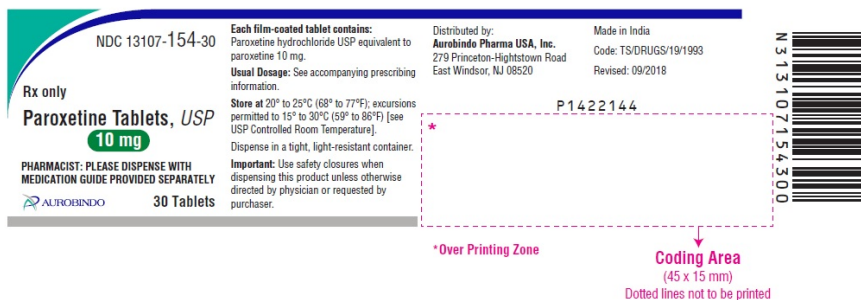 NDC 13107-154-30
Rx only
Paroxetine Tablets, USP
10 mg
PHARMACIST: PLEASE DISPENSE WITH
MEDICATION GUIDE PROVIDED SEPARATELY
AUROBINDO
30 Tablets
Each film-coated tablet contains:
Paroxetine hydrochloride USP equivalent to
paroxetine 10 mg.
Usual Dosage: See accompanying prescribing
information.
Store at 20° to 25°C (68° to 77°F); excursions
permitted to 15° to 30°C (59° to 86°F) [see
USP Controlled Room Temperature].
Dispense in a tight, light-resistant container.
Important: Use safety closures when
dispensing this product unless otherwise
directed by physician or requested by
purchaser.
Distributed by:
Aurobindo Pharma USA, Inc.
279 Princeton-Hightstown Road
East Windsor, NJ 08520
Made in India
Code: TS/DRUGS/19/1993
Revised: 09/2018
P1422144
*
*Over Printing Zone
Coding Area
(45 x 15 mm)
Dotted lines not to be printed
N313107154300